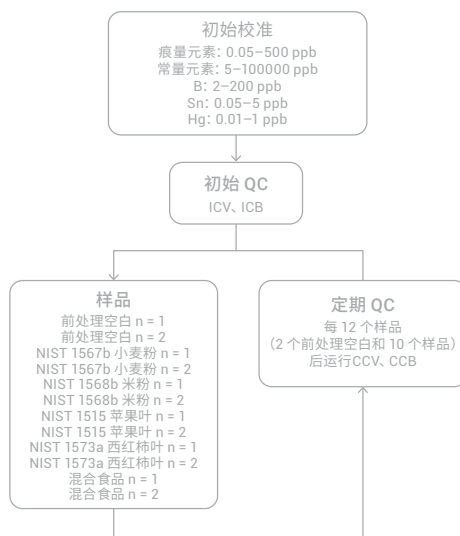 初始校准
痕量元素: 0.05–500 ppb
常量元素: 5–100000 ppb
B: 2–200 ppb
Sn: 0.05–5 ppb
Hg: 0.01–1 ppb
初始 QC
ICV、ICB
样品
前处理空白 n = 1
前处理空白 n = 2
NIST 1567b 小麦粉 n = 1
NIST 1567b 小麦粉 n = 2
NIST 1568b 米粉 n = 1
NIST 1568b 米粉 n = 2
NIST 1515 苹果叶 n = 1
NIST 1515 苹果叶 n = 2
NIST 1573a 西红柿叶 n = 1
NIST 1573a 西红柿叶 n = 2
混合食品 n = 1
混合食品 n = 2
定期 QC
每 12 个样品
（2 个前处理空白和 10 个样品）
后运行CCV、CCB